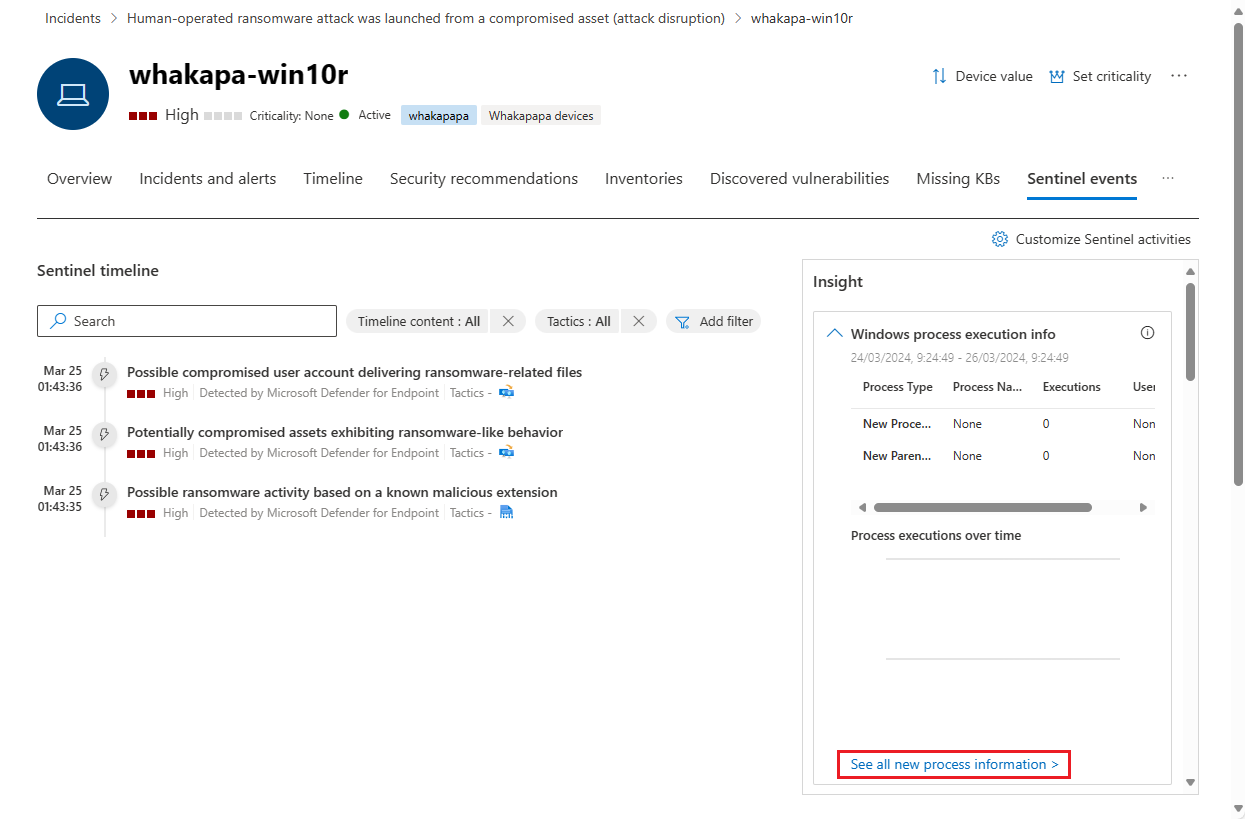 Incidents > Human-operated ransomware attack was launched from a compromised asset (attack disruption) > whakapa-win10r
whakapa-win10r
Device value
Set criticality
···
High
Criticality: None
Active
whakapapa
Whakapapa devices
Overview
Incidents and alerts
Timeline
Security recommendations
Inventories
Discovered vulnerabilities
Missing KBs
Sentinel events
···
Customize Sentinel activities
Sentinel timeline
Search
Timeline content : All
Tactics : All
Add filter
Mar 25
01:43:36
Possible compromised user account delivering ransomware-related files
High
Detected by Microsoft Defender for Endpoint
Tactics -
Mar 25
01:43:36
Potentially compromised assets exhibiting ransomware-like behavior
High
Detected by Microsoft Defender for Endpoint
Tactics -
Mar 25
01:43:35
Possible ransomware activity based on a known malicious extension
High
Detected by Microsoft Defender for Endpoint
Tactics -
Insight
Windows process execution info
24/03/2024, 9:24:49 - 26/03/2024, 9:24:49
Process Type Process Na... Executions User
New Proce... None 0 Non
New Paren... None 0 Non
Process executions over time
See all new process information >